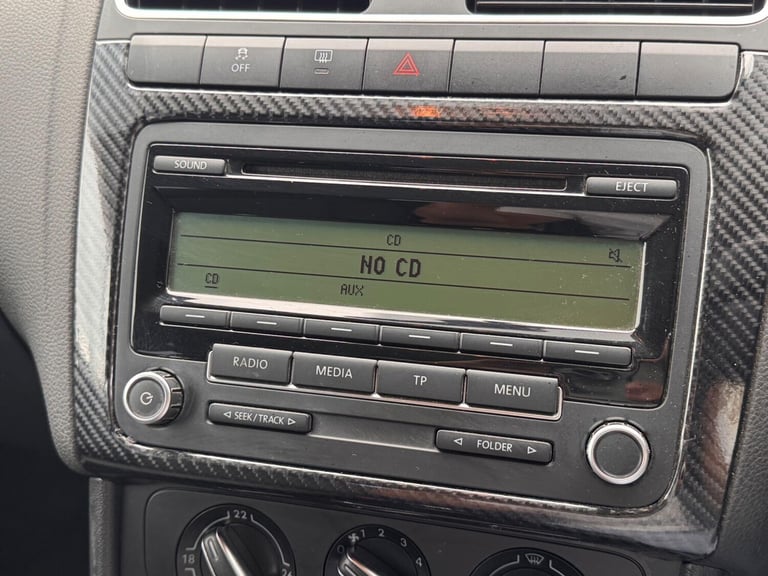 OFF
SOUND
EJECT
CD
NO CD
CD AUX
RADIO MEDIA TP MENU
SEEK/TRACK
FOLDER
22
18
0 1 2 3 4